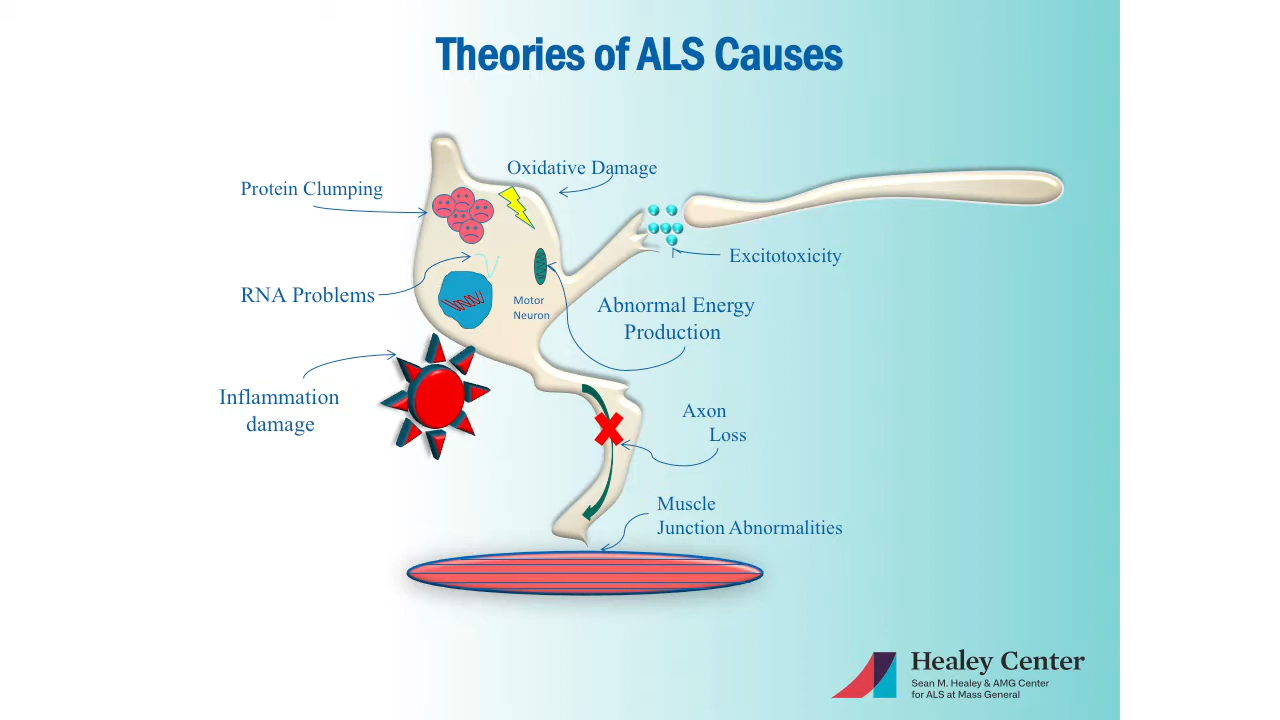 Theories of ALS Causes
Oxidative Damage
Protein Clumping
Excitotoxicity
RNA Problems
Motor
Neuron
Abnormal Energy
Production
Inflammation
damage
Axon
Loss
Muscle
Junction Abnormalities
Healey Center
Sean M. Healey & AMG Center
for ALS at Mass General